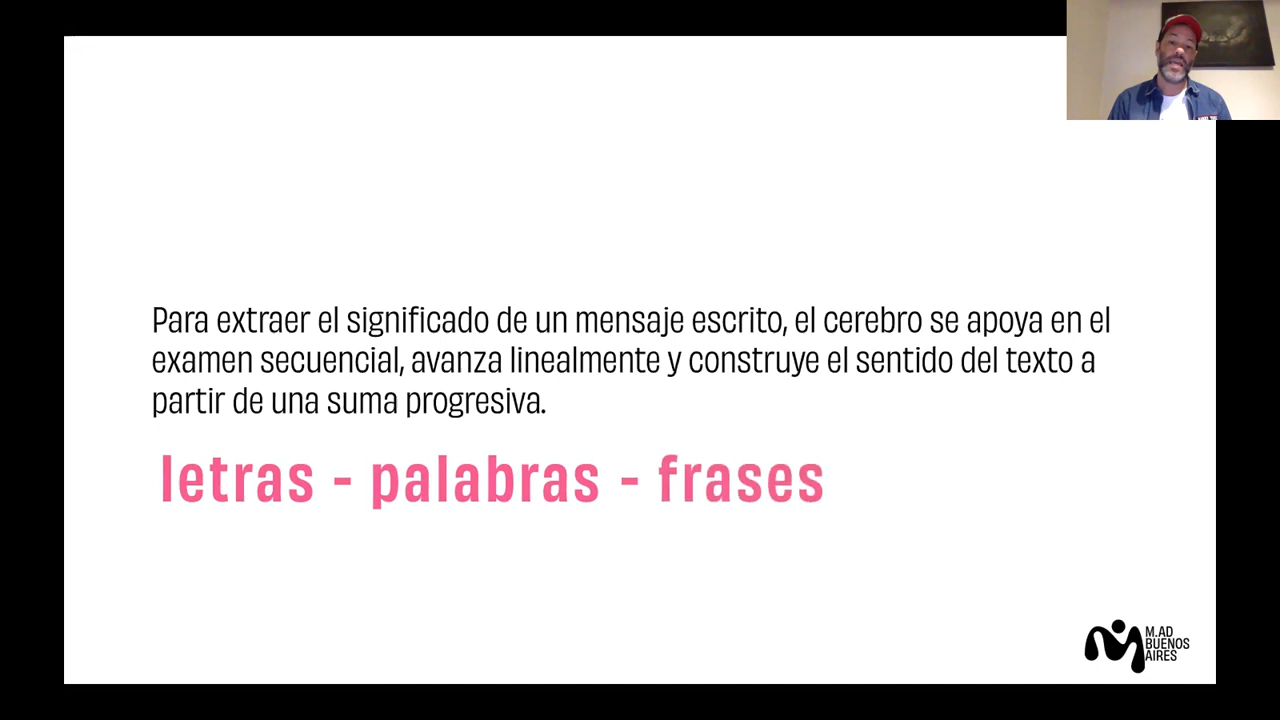 Para extraer el significado de un mensaje escrito, el cerebro se apoya en el
examen secuencial, avanza linealmente y construye el sentido del texto a
partir de una suma progresiva.
letras - palabras - frases
M.AD
BUENOS
AIRES